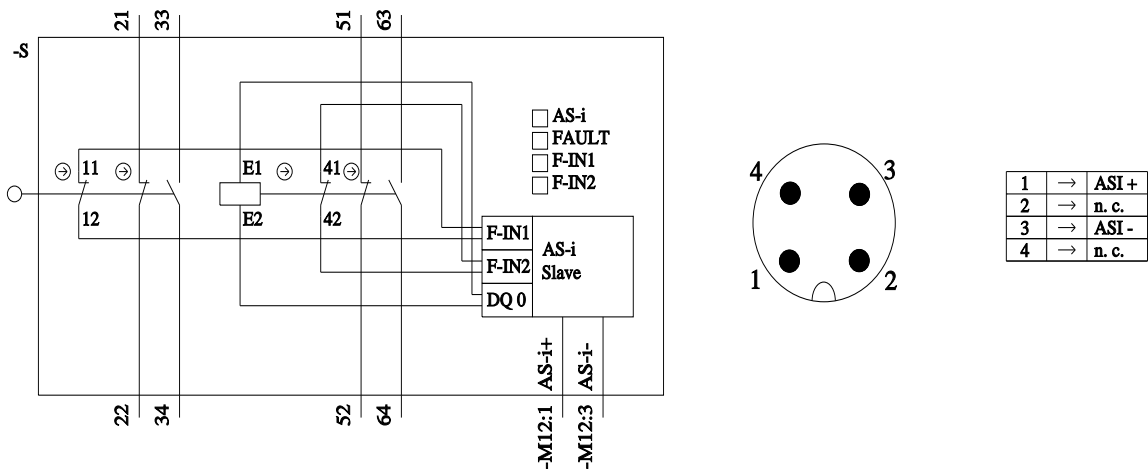 21 33 51 63
-S
AS-i
FAULT
F-IN1
F-IN2
11 E1 41
12 E2 42
F-IN1
F-IN2
DQ 0
AS-i
Slave
22 34 52 64
-M12:1 AS-i+
-M12:3 AS-i-
4 3
1 2
1 → ASI +
2 → n. c.
3 → ASI -
4 → n. c.